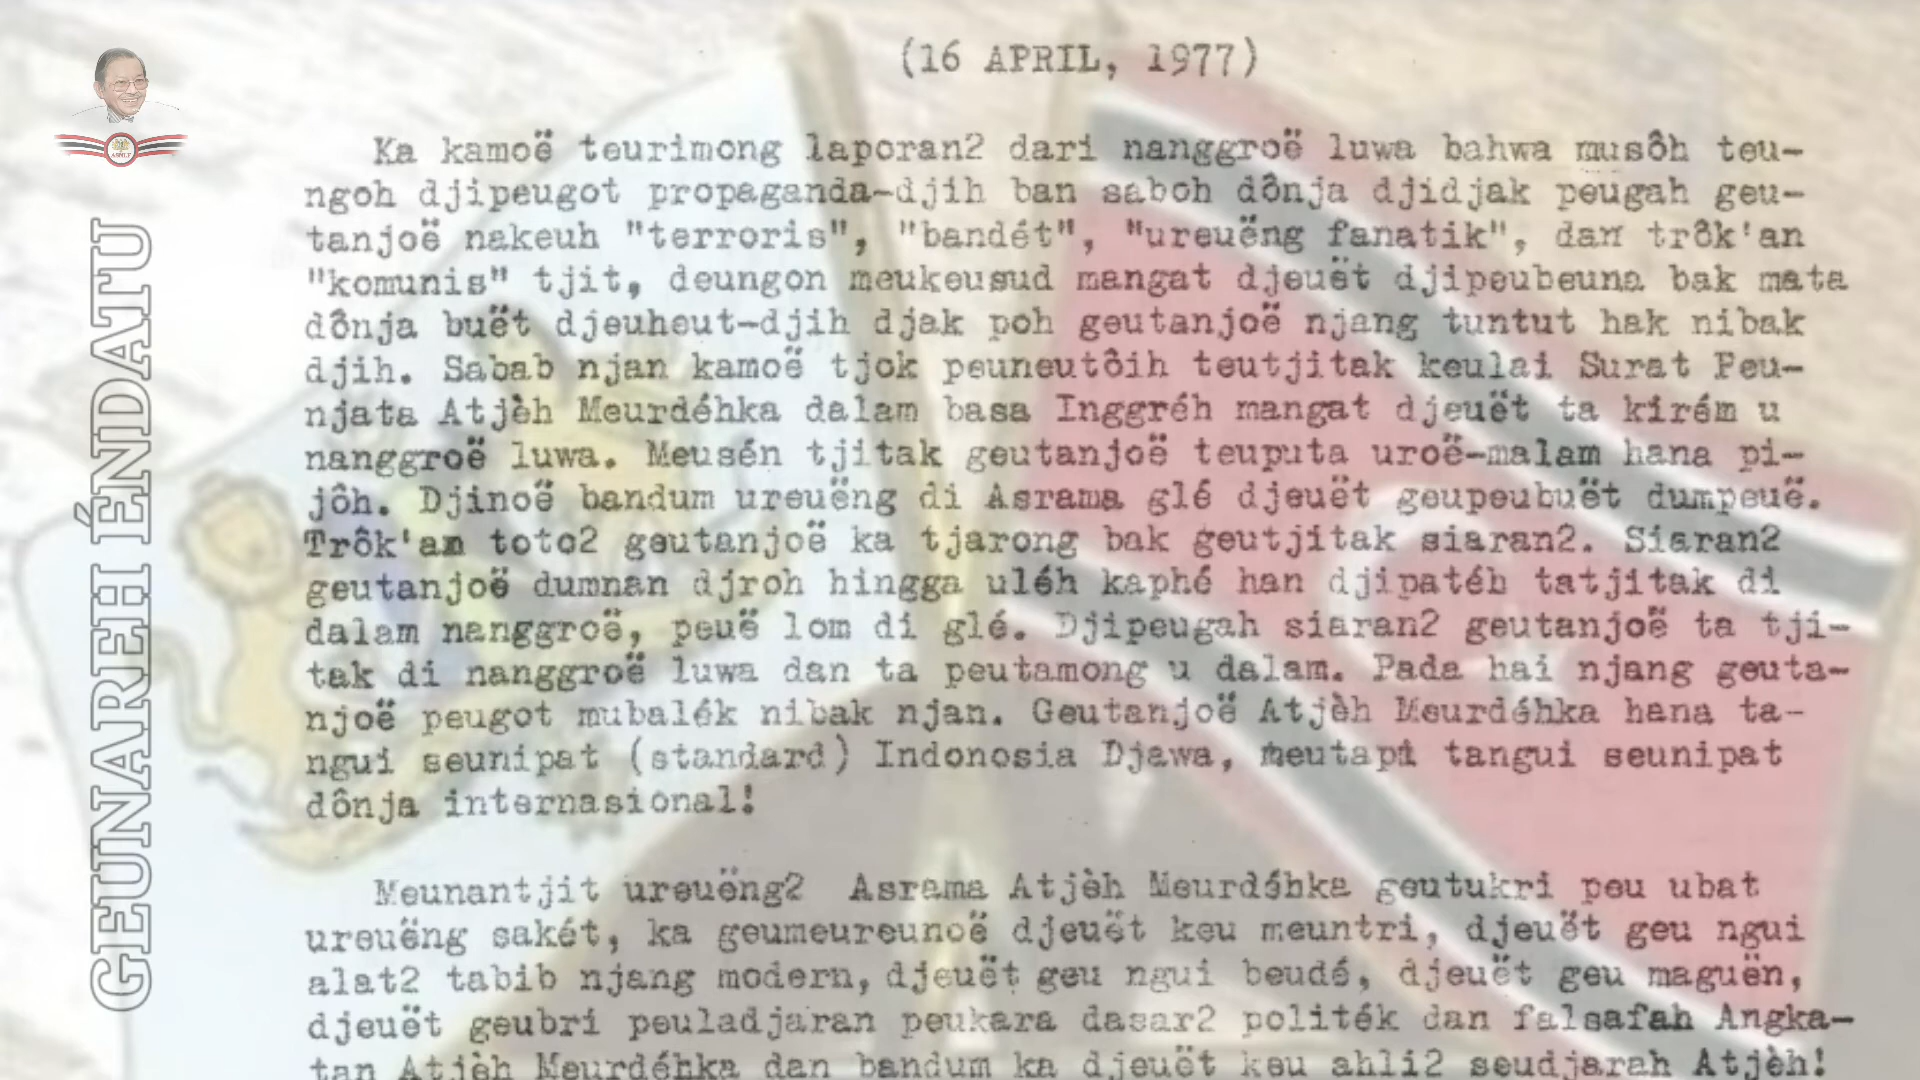 (16 APRIL, 1977)
Ka kamoë teurimong laporan2 dari nanggroë luwa bahwa musôh teu-
ngoh djipeugot propaganda-djih ban saboh dônja djidjak peugah geu-
tanjoë nakeuh "terroris", "bandét", "ureuëng fanatik", dan trôk'an
"komunis" tjit, deungon meukeusud mangat djeuët djipeubeuna bak mata
dônja buët djeuheut-djih djak poh geutanjoë njang tuntut hak nibak
djih. Sabab njan kamoë tjok peuneutôih teutjitak keulai Surat Peu-
njata Atjèh Meurdéhka dalam basa Inggréh mangat djeuët ta kirém u
nanggroë luwa. Meusén tjitak geutanjoë teuputa uroë-malam hana pi-
jôh. Djinoë bandum ureuëng di Asrama glé djeuët geupeubuët dumpeuë.
Trôk'an toto2 geutanjoë ka tjarong bak geutjitak siaran2. Siaran2
geutanjoë dumnan djroh hingga uléh kaphé han djipatéh tatjitak di
dalam nanggroë, peuë lom di glé. Djipeugah siaran2 geutanjoë ta tji-
tak di nanggroë luwa dan ta peutamong u dalam. Pada hai njang geuta-
njoë peugot mubalék nibak njan. Geutanjoë Atjèh Meurdéhka hana ta-
ngui seunipat (standard) Indonosia Djawa, meutapi tangui seunipat
dônja internasional!
Meunantjit ureuëng2 Asrama Atjèh Meurdéhka geutukri peu ubat
ureuëng sakét, ka geumeureunoë djeuët keu meuntri, djeuët geu ngui
alat2 tabib njang modern, djeuët geu ngui beudé, djeuët geu maguën,
djeuët geubri peuladjaran peukara dasar2 politék dan falsafah Angka-
tan Atjèh Meurdéhka dan bandum ka djeuët keu ahli2 seudjarah Atjèh!
GEUNAREH ÉNDATU